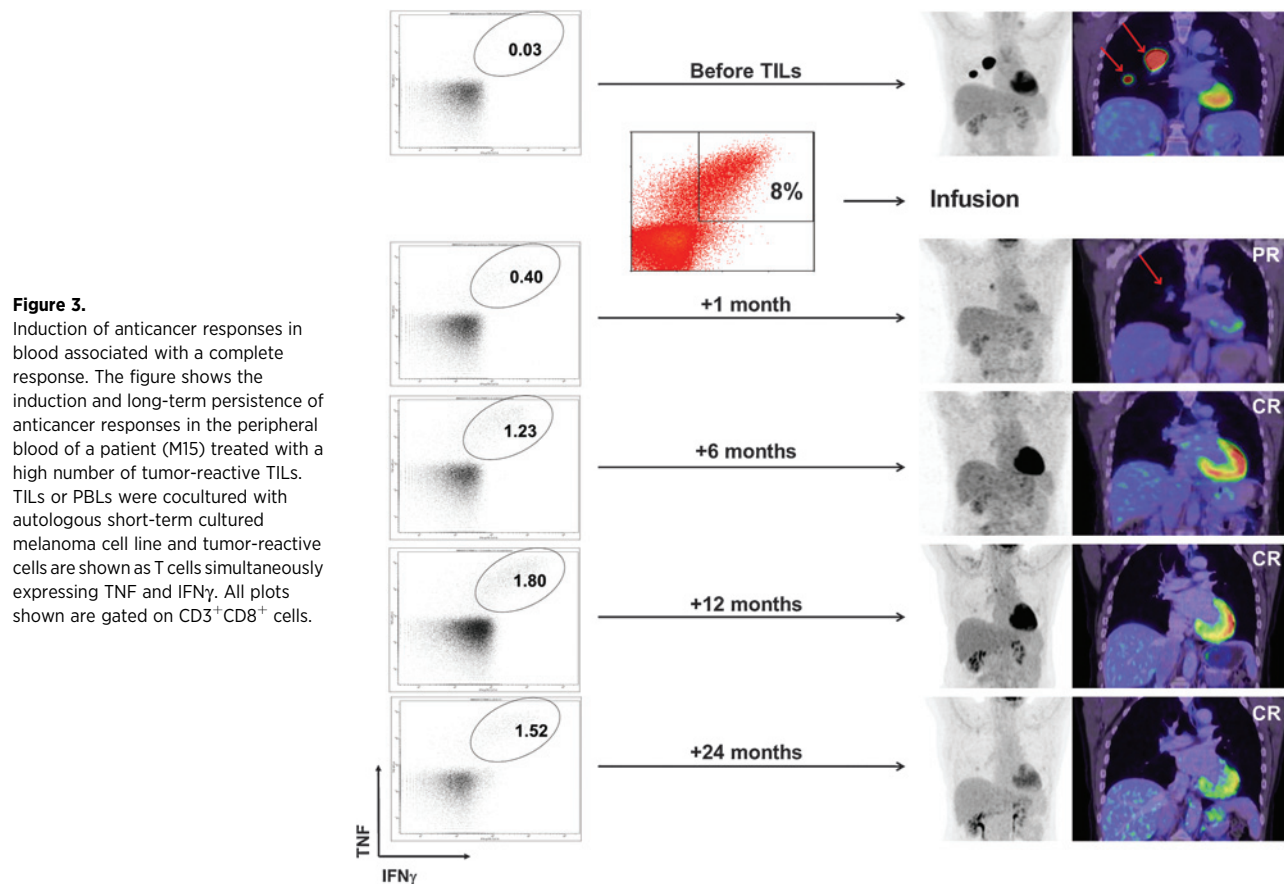 0.03
Before TILs
8%
Infusion
0.40
+1 month
PR
Figure 3.
Induction of anticancer responses in
blood associated with a complete
response. The figure shows the
induction and long-term persistence of
anticancer responses in the peripheral
blood of a patient (M15) treated with a
high number of tumor-reactive TILs.
TILs or PBLs were cocultured with
autologous short-term cultured
melanoma cell line and tumor-reactive
cells are shown as T cells simultaneously
expressing TNF and IFNγ. All plots
shown are gated on CD3⁺CD8⁺ cells.
1.23
+6 months
CR
1.80
+12 months
CR
1.52
+24 months
CR
TNF
IFNγ